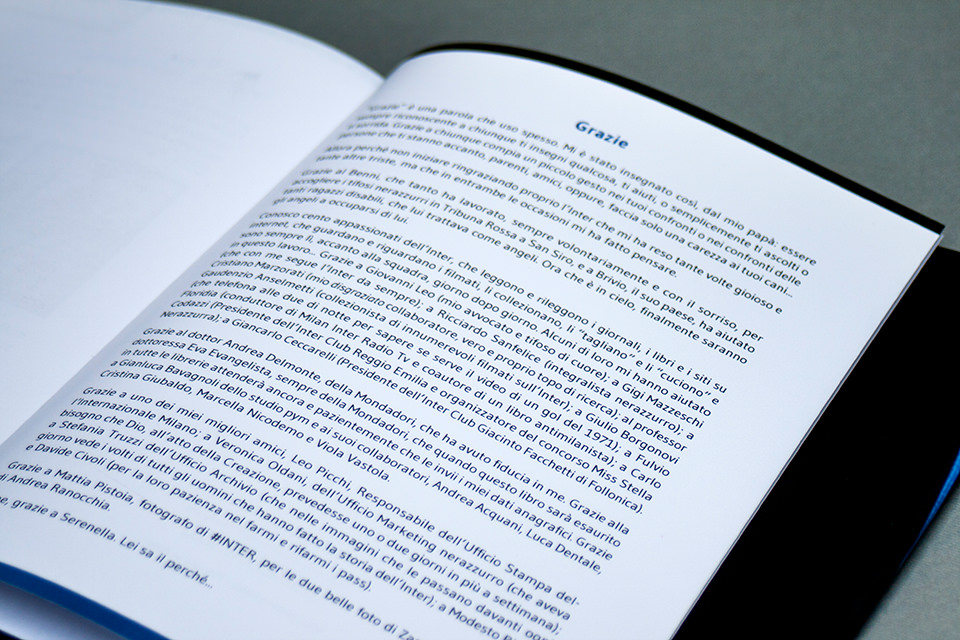 Grazie
"Grazie" è una parola che uso spesso. Mi è stato insegnato così, dal mio papà: essere
sempre riconoscente a chiunque ti insegni qualcosa, ti aiuti, o semplicemente ti ascolti o
ti sorrida. Grazie a chiunque compia un piccolo gesto nei tuoi confronti o nei confronti delle
persone che ti stanno accanto, parenti, amici, oppure, faccia solo una carezza ai tuoi cani...
Allora perché non iniziare ringraziando proprio l'Inter che mi ha reso tante volte gioioso e
tante altre triste, ma che in entrambe le occasioni mi ha fatto pensare.
Grazie al Benni, che tanto ha lavorato, sempre volontariamente e con il sorriso, per
accogliere i tifosi nerazzurri in Tribuna Rossa a San Siro, e a Brivio, il suo paese, ha aiutato
tanti ragazzi disabili, che lui trattava come angeli. Ora che è in cielo, finalmente saranno
gli angeli a occuparsi di lui.
Conosco cento appassionati dell'Inter, che leggono e rileggono i giornali, i libri e i siti su
Internet, che guardano e riguardano i filmati, li collezionano, li "tagliano" e li "cuciono" e
sono sempre lì, accanto alla squadra, giorno dopo giorno. Alcuni di loro mi hanno aiutato
in questo lavoro... Grazie a Giovanni Leo (mio avvocato e tifoso di cuore); a Gigi Mazzeschi
(che con me segue l'Inter da sempre); a Ricciardo Sanfelice (integralista nerazzurro); a
Cristiano Marzorati (mio disgraziato collaboratore, vero e proprio topo di ricerca); al professor
Gaudenzio Anselmetti (collezionista di innumerevoli filmati sull'Inter); a Giulio Borgonovi
(che telefona alle due di notte per sapere se serve il video di un gol del 1971); a Fulvio
Floridia (conduttore di Milan Inter Radio Tv e coautore di un libro antimilanista); a Carlo
Codazzi (Presidente dell'Inter Club Reggio Emilia e organizzatore del concorso Miss Stella
Nerazzurra); a Giancarlo Ceccarelli (Presidente dell'Inter Club Giacinto Facchetti di Follonica).
Grazie al dottor Andrea Delmonte, della Mondadori, che ha avuto fiducia in me. Grazie alla
dottoressa Eva Evangelista, sempre della Mondadori, che quando questo libro sarà esaurito
in tutte le librerie attenderà ancora e pazientemente che le invii i miei dati anagrafici. Grazie
a Gianluca Bavagnoli dello studio pym e ai suoi collaboratori, Andrea Acquani, Luca Dentale,
Cristina Giubaldo, Marcella Nicodemo e Viola Vastola.
Grazie a uno dei miei migliori amici, Leo Picchi, Responsabile dell'Ufficio Stampa del-
l'Internazionale Milano; a Veronica Oldani, dell'Ufficio Marketing nerazzurro (che aveva
bisogno che Dio, all'atto della Creazione, prevedesse uno o due giorni in più a settimana);
a Stefania Truzzi dell'Ufficio Archivio (che nelle immagini che le passano davanti ogni
giorno vede i volti di tutti gli uomini che hanno fatto la storia dell'Inter); a Modesto
e Davide Civoli (per la loro pazienza nel farmi e rifarmi i pass).
Grazie a Mattia Pistoia, fotografo di #INTER, per le due belle foto di
di Andrea Ranocchia.
grazie a Serenella. Lei sa il perché...